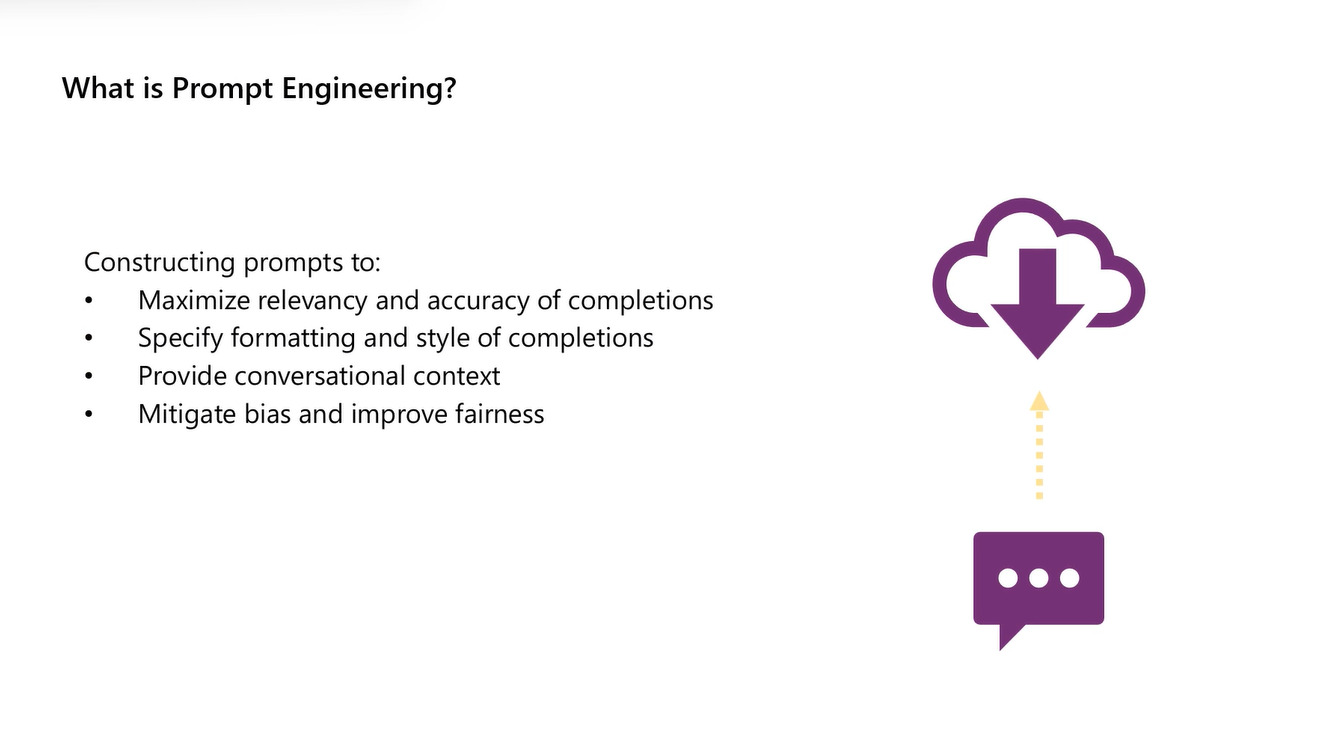 What is Prompt Engineering?
Constructing prompts to:
• Maximize relevancy and accuracy of completions
• Specify formatting and style of completions
• Provide conversational context
• Mitigate bias and improve fairness